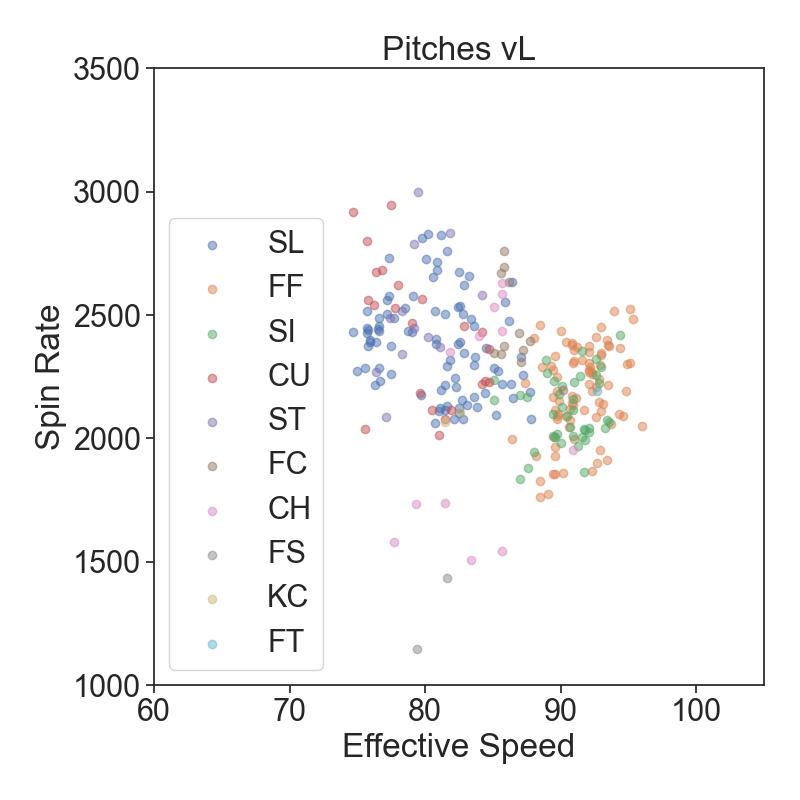 Pitches vL
3500
3000
2500
2000
1500
1000
Spin Rate
SL
FF
SI
CU
ST
FC
CH
FS
KC
FT
60 70 80 90 100
Effective Speed